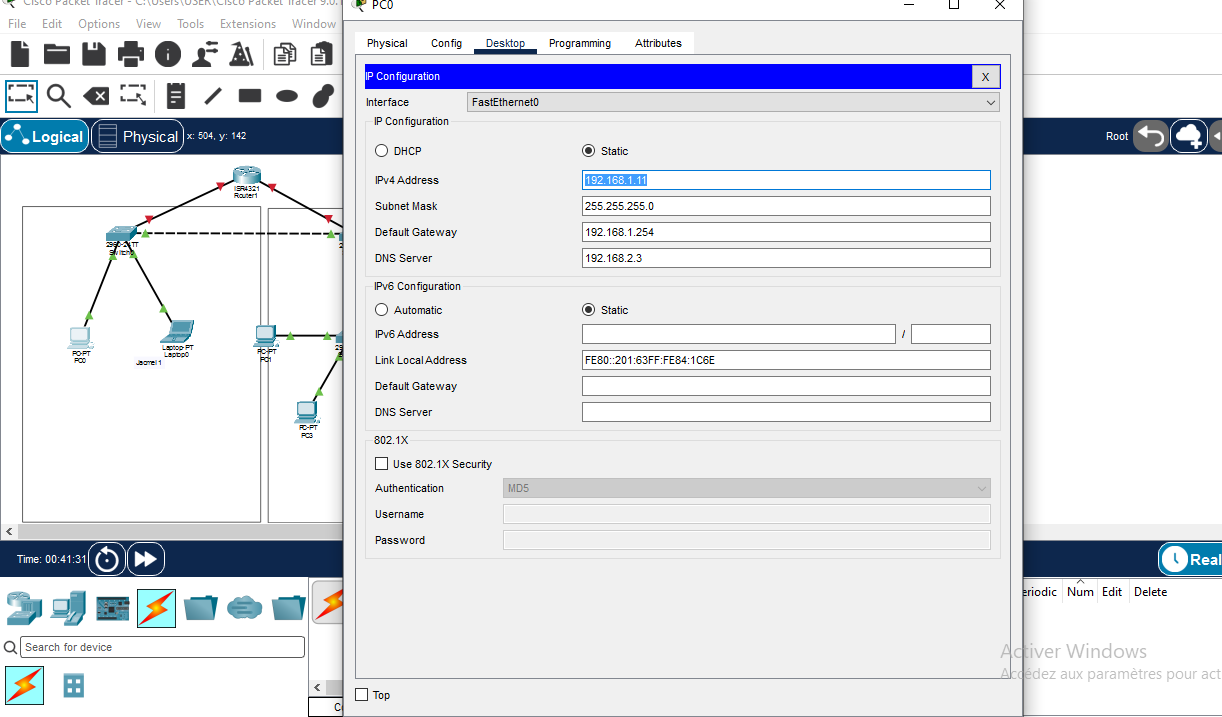 Cisco Packet Tracer - C:\Users\USER\Cisco Packet Tracer 9.0.
PC0
File Edit Options View Tools Extensions Window
Physical Config Desktop Programming Attributes
IP Configuration X
Interface FastEthernet0
IP Configuration
Logical Physical x: 504, y: 142
Root
DHCP Static
IPv4 Address 192.168.1.11
Subnet Mask 255.255.255.0
Default Gateway 192.168.1.254
DNS Server 192.168.2.3
IPv6 Configuration
Automatic Static
IPv6 Address /
Link Local Address FE80::201:63FF:FE84:1C6E
Default Gateway
DNS Server
802.1X
Use 802.1X Security
Authentication MD5
Username
Password
Top
ISR4321
Router1
2960-24TT
Switch0
PC-PT
PC0
Laptop-PT
Laptop0
Jacmel 1
PC-PT
PC1
PC-PT
PC3
Time: 00:41:31
Real
Search for device
eriodic Num Edit Delete
Activer Windows
Accédez aux paramètres pour act